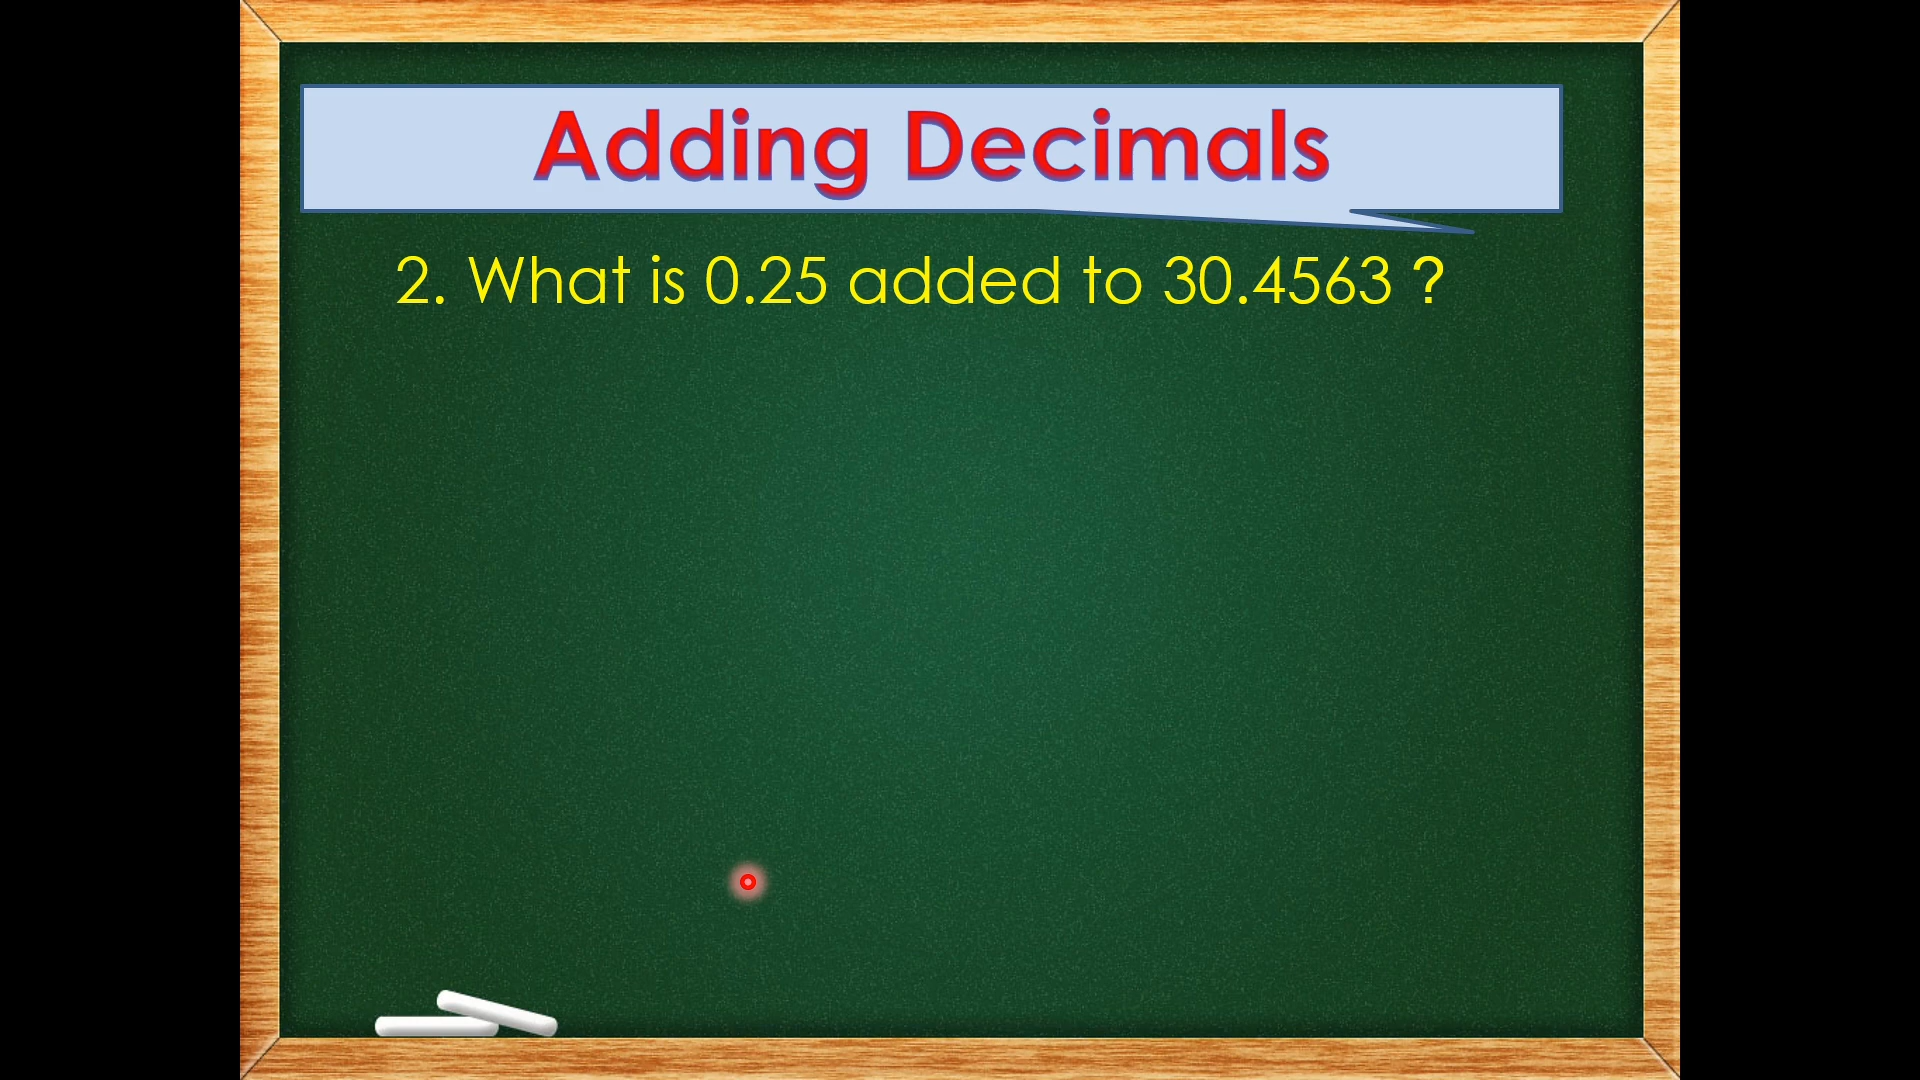 Adding Decimals
2. What is 0.25 added to 30.4563 ?